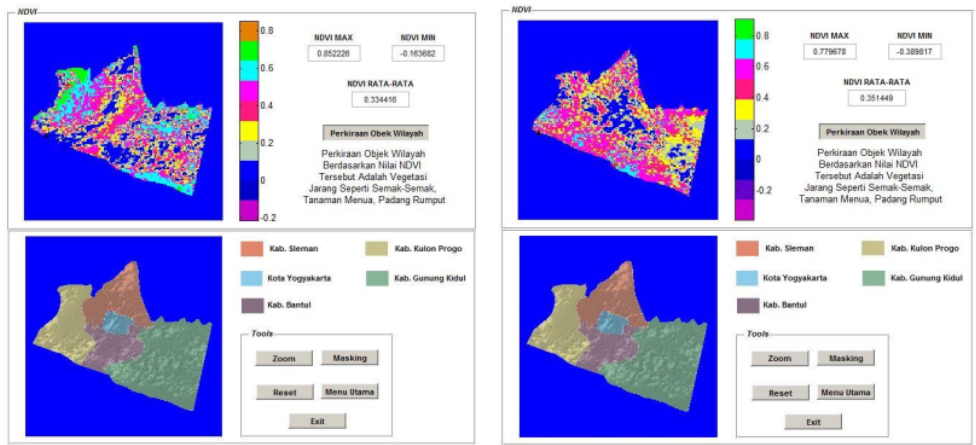 NDVI
0.8
0.6
0.4
0.2
0
-0.2
NDVI MAX
NDVI MIN
0.852226
-0.163682
NDVI RATA-RATA
0.334416
Perkiraan Obek Wilayah
Perkiraan Objek Wilayah
Berdasarkan Nilai NDVI
Tersebut Adalah Vegetasi
Jarang Seperti Semak-Semak,
Tanaman Menua, Padang Rumput
Kab. Sleman
Kab. Kulon Progo
Kota Yogyakarta
Kab. Gunung Kidul
Kab. Bantul
Tools
Zoom
Masking
Reset
Menu Utama
Exit
NDVI
0.8
0.6
0.4
0.2
0
-0.2
NDVI MAX
NDVI MIN
0.779678
-0.389817
NDVI RATA-RATA
0.351449
Perkiraan Obek Wilayah
Perkiraan Objek Wilayah
Berdasarkan Nilai NDVI
Tersebut Adalah Vegetasi
Jarang Seperti Semak-Semak,
Tanaman Menua, Padang Rumput
Kab. Sleman
Kab. Kulon Progo
Kota Yogyakarta
Kab. Gunung Kidul
Kab. Bantul
Tools
Zoom
Masking
Reset
Menu Utama
Exit